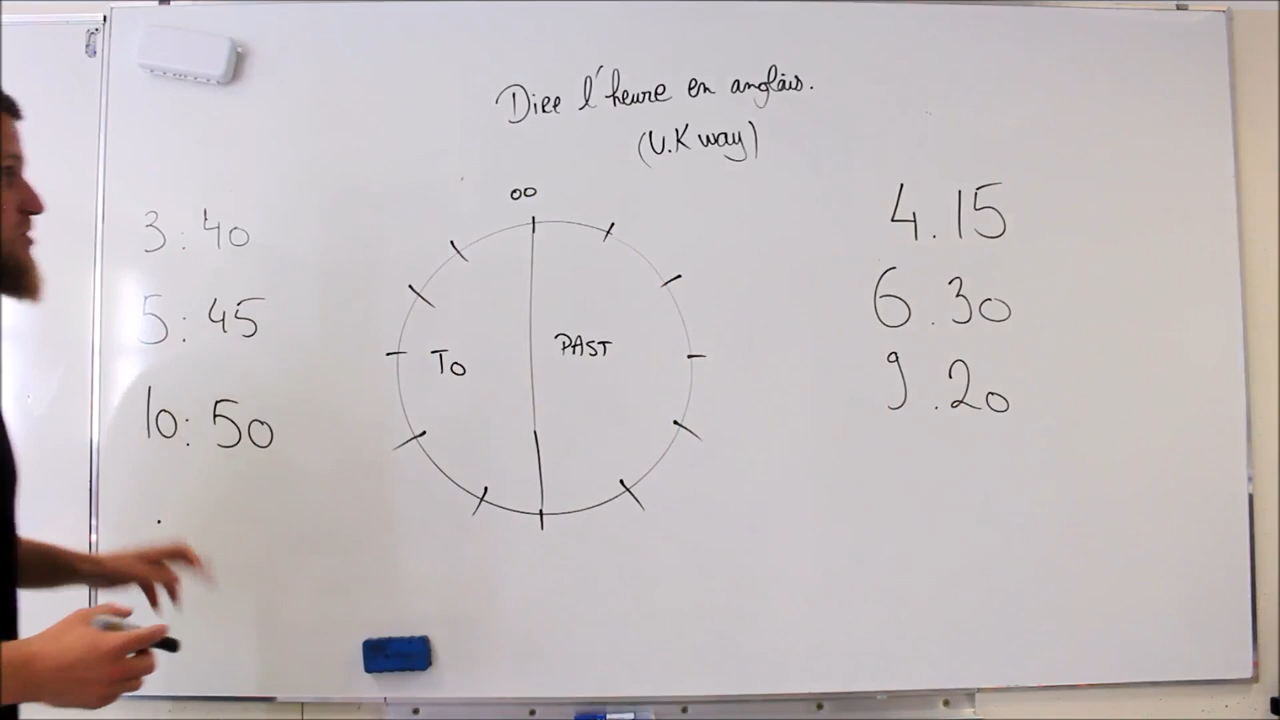 Dire l'heure en anglais.
(U.K way)
00
3:40
5:45
10:50
To
PAST
4.15
6.30
9.20